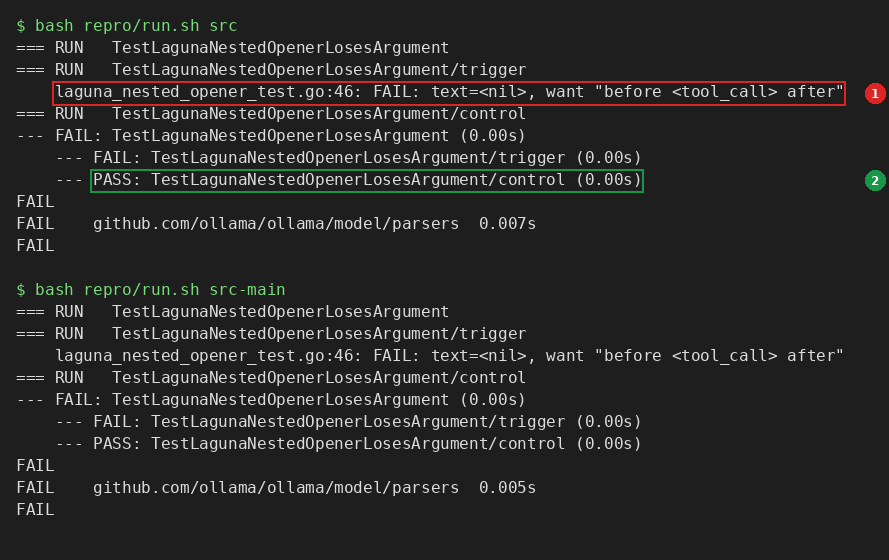 $ bash repro/run.sh src
=== RUN   TestLagunaNestedOpenerLosesArgument
=== RUN   TestLagunaNestedOpenerLosesArgument/trigger
    laguna_nested_opener_test.go:46: FAIL: text=<nil>, want "before <tool_call> after" 1
=== RUN   TestLagunaNestedOpenerLosesArgument/control
--- FAIL: TestLagunaNestedOpenerLosesArgument (0.00s)
    --- FAIL: TestLagunaNestedOpenerLosesArgument/trigger (0.00s)
    --- PASS: TestLagunaNestedOpenerLosesArgument/control (0.00s) 2
FAIL
FAIL    github.com/ollama/ollama/model/parsers  0.007s
FAIL

$ bash repro/run.sh src-main
=== RUN   TestLagunaNestedOpenerLosesArgument
=== RUN   TestLagunaNestedOpenerLosesArgument/trigger
    laguna_nested_opener_test.go:46: FAIL: text=<nil>, want "before <tool_call> after"
=== RUN   TestLagunaNestedOpenerLosesArgument/control
--- FAIL: TestLagunaNestedOpenerLosesArgument (0.00s)
    --- FAIL: TestLagunaNestedOpenerLosesArgument/trigger (0.00s)
    --- PASS: TestLagunaNestedOpenerLosesArgument/control (0.00s)
FAIL
FAIL    github.com/ollama/ollama/model/parsers  0.005s
FAIL